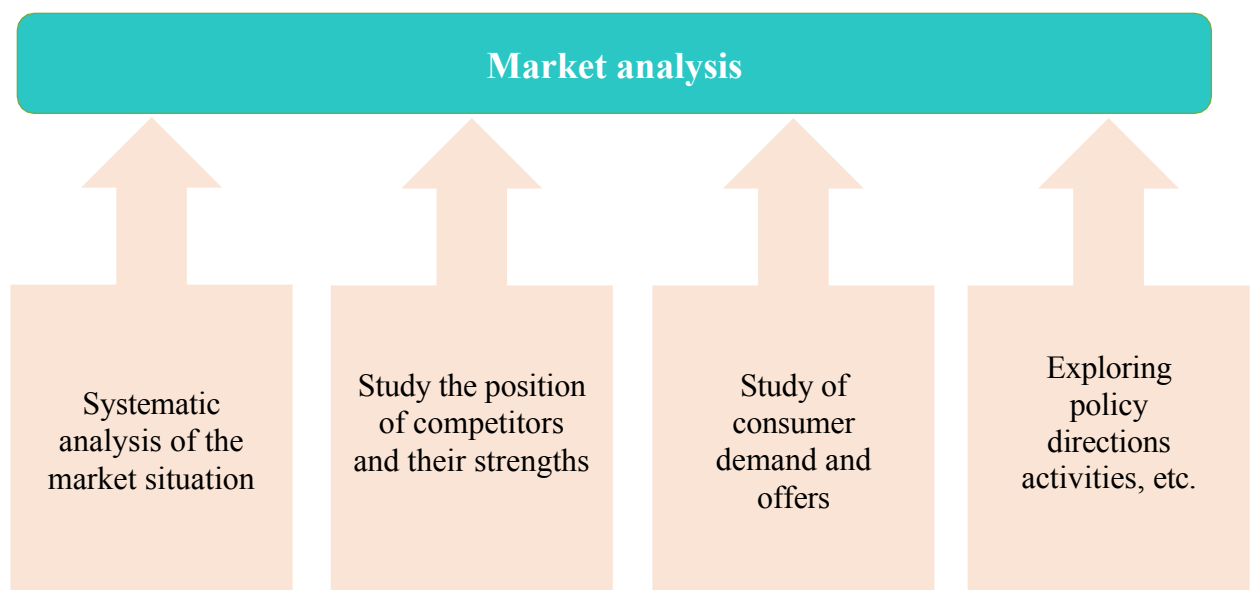 Market analysis
Systematic
analysis of the
market situation
Study the position
of competitors
and their strengths
Study of
consumer
demand and
offers
Exploring
policy
directions
activities, etc.